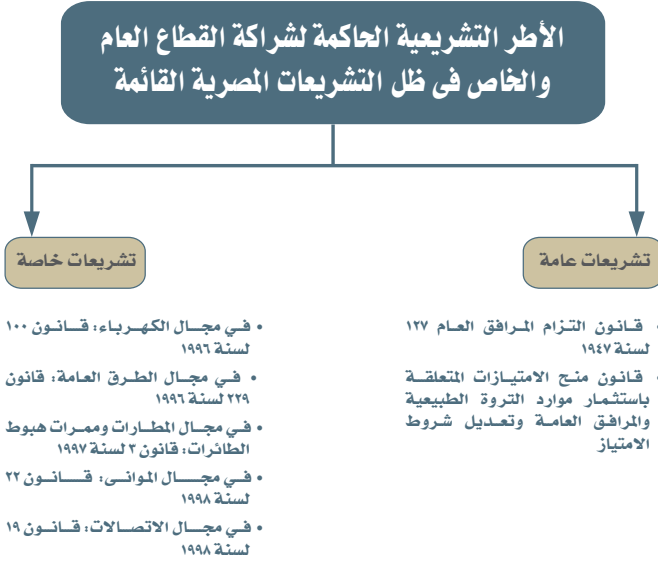 الأطر التشريعية الحاكمة لشراكة القطاع العام
والخاص فى ظل التشريعات المصرية القائمة
تشريعات عامة
• قانون التزام المرافق العام ١٢٧
لسنة ١٩٤٧
• قانون منح الامتيازات المتعلقة
باستثمار موارد التروة الطبيعية
والمرافق العامة وتعديل شروط
الامتياز
تشريعات خاصة
• في مجال الكهرباء: قانون ١٠٠
لسنة ١٩٩٦
• في مجال الطرق العامة: قانون
٢٢٩ لسنة ١٩٩٦
• في مجال المطارات وممرات هبوط
الطائرات: قانون ٣ لسنة ١٩٩٧
• في مجال الموانى: قانون ٢٢
لسنة ١٩٩٨
• في مجال الاتصالات: قانون ١٩
لسنة ١٩٩٨